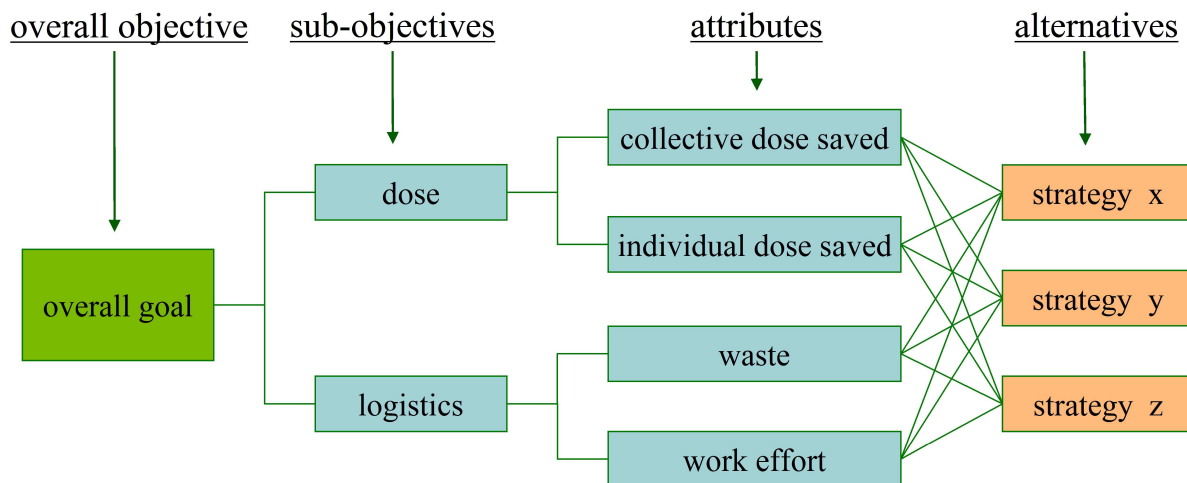 overall objective
sub-objectives
attributes
alternatives
collective dose saved
dose
strategy x
individual dose saved
overall goal
strategy y
waste
logistics
strategy z
work effort